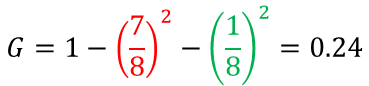 G = 1 − (7/8)² − (1/8)² = 0.24